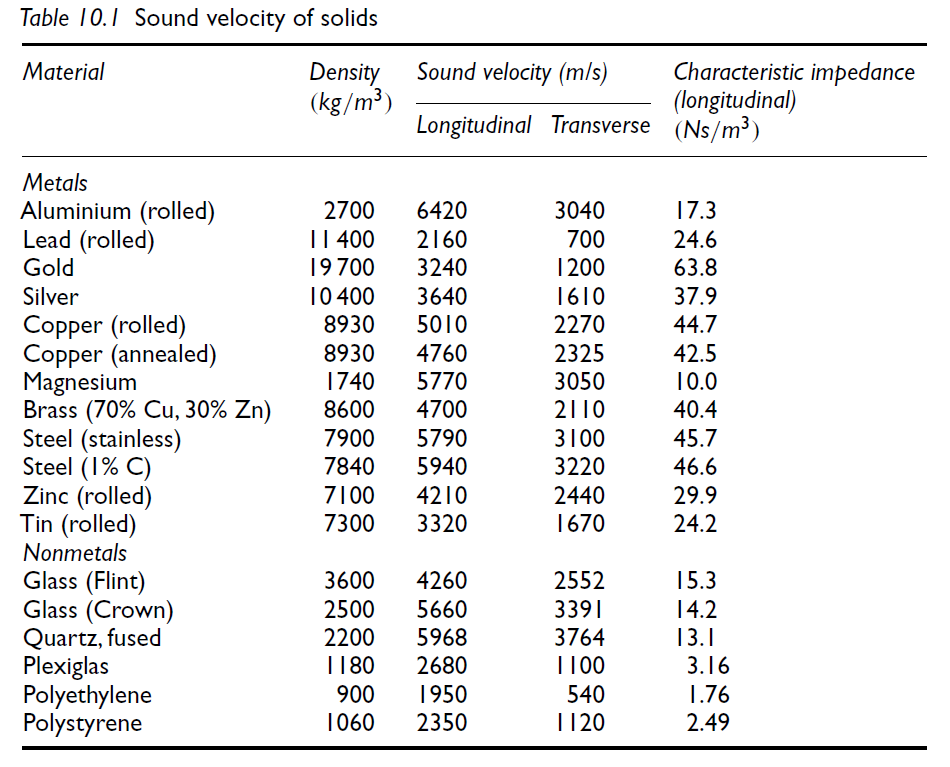 Table 10.1 Sound velocity of solids
Material Density Sound velocity (m/s) Characteristic impedance
(kg/m³) (longitudinal)
Longitudinal Transverse (Ns/m³)
Metals
Aluminium (rolled) 2700 6420 3040 17.3
Lead (rolled) 11 400 2160 700 24.6
Gold 19 700 3240 1200 63.8
Silver 10 400 3640 1610 37.9
Copper (rolled) 8930 5010 2270 44.7
Copper (annealed) 8930 4760 2325 42.5
Magnesium 1740 5770 3050 10.0
Brass (70% Cu, 30% Zn) 8600 4700 2110 40.4
Steel (stainless) 7900 5790 3100 45.7
Steel (1% C) 7840 5940 3220 46.6
Zinc (rolled) 7100 4210 2440 29.9
Tin (rolled) 7300 3320 1670 24.2
Nonmetals
Glass (Flint) 3600 4260 2552 15.3
Glass (Crown) 2500 5660 3391 14.2
Quartz, fused 2200 5968 3764 13.1
Plexiglas 1180 2680 1100 3.16
Polyethylene 900 1950 540 1.76
Polystyrene 1060 2350 1120 2.49